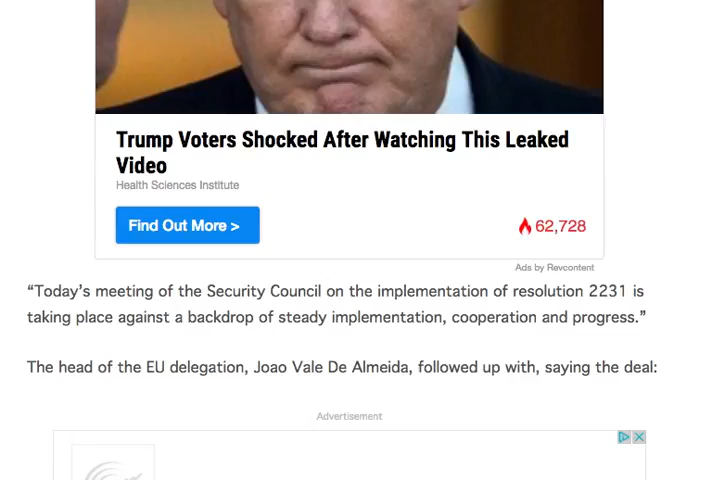 Trump Voters Shocked After Watching This Leaked
Video
Health Sciences Institute
Find Out More >
62,728
Ads by Revcontent
“Today’s meeting of the Security Council on the implementation of resolution 2231 is
taking place against a backdrop of steady implementation, cooperation and progress.”
The head of the EU delegation, Joao Vale De Almeida, followed up with, saying the deal:
Advertisement